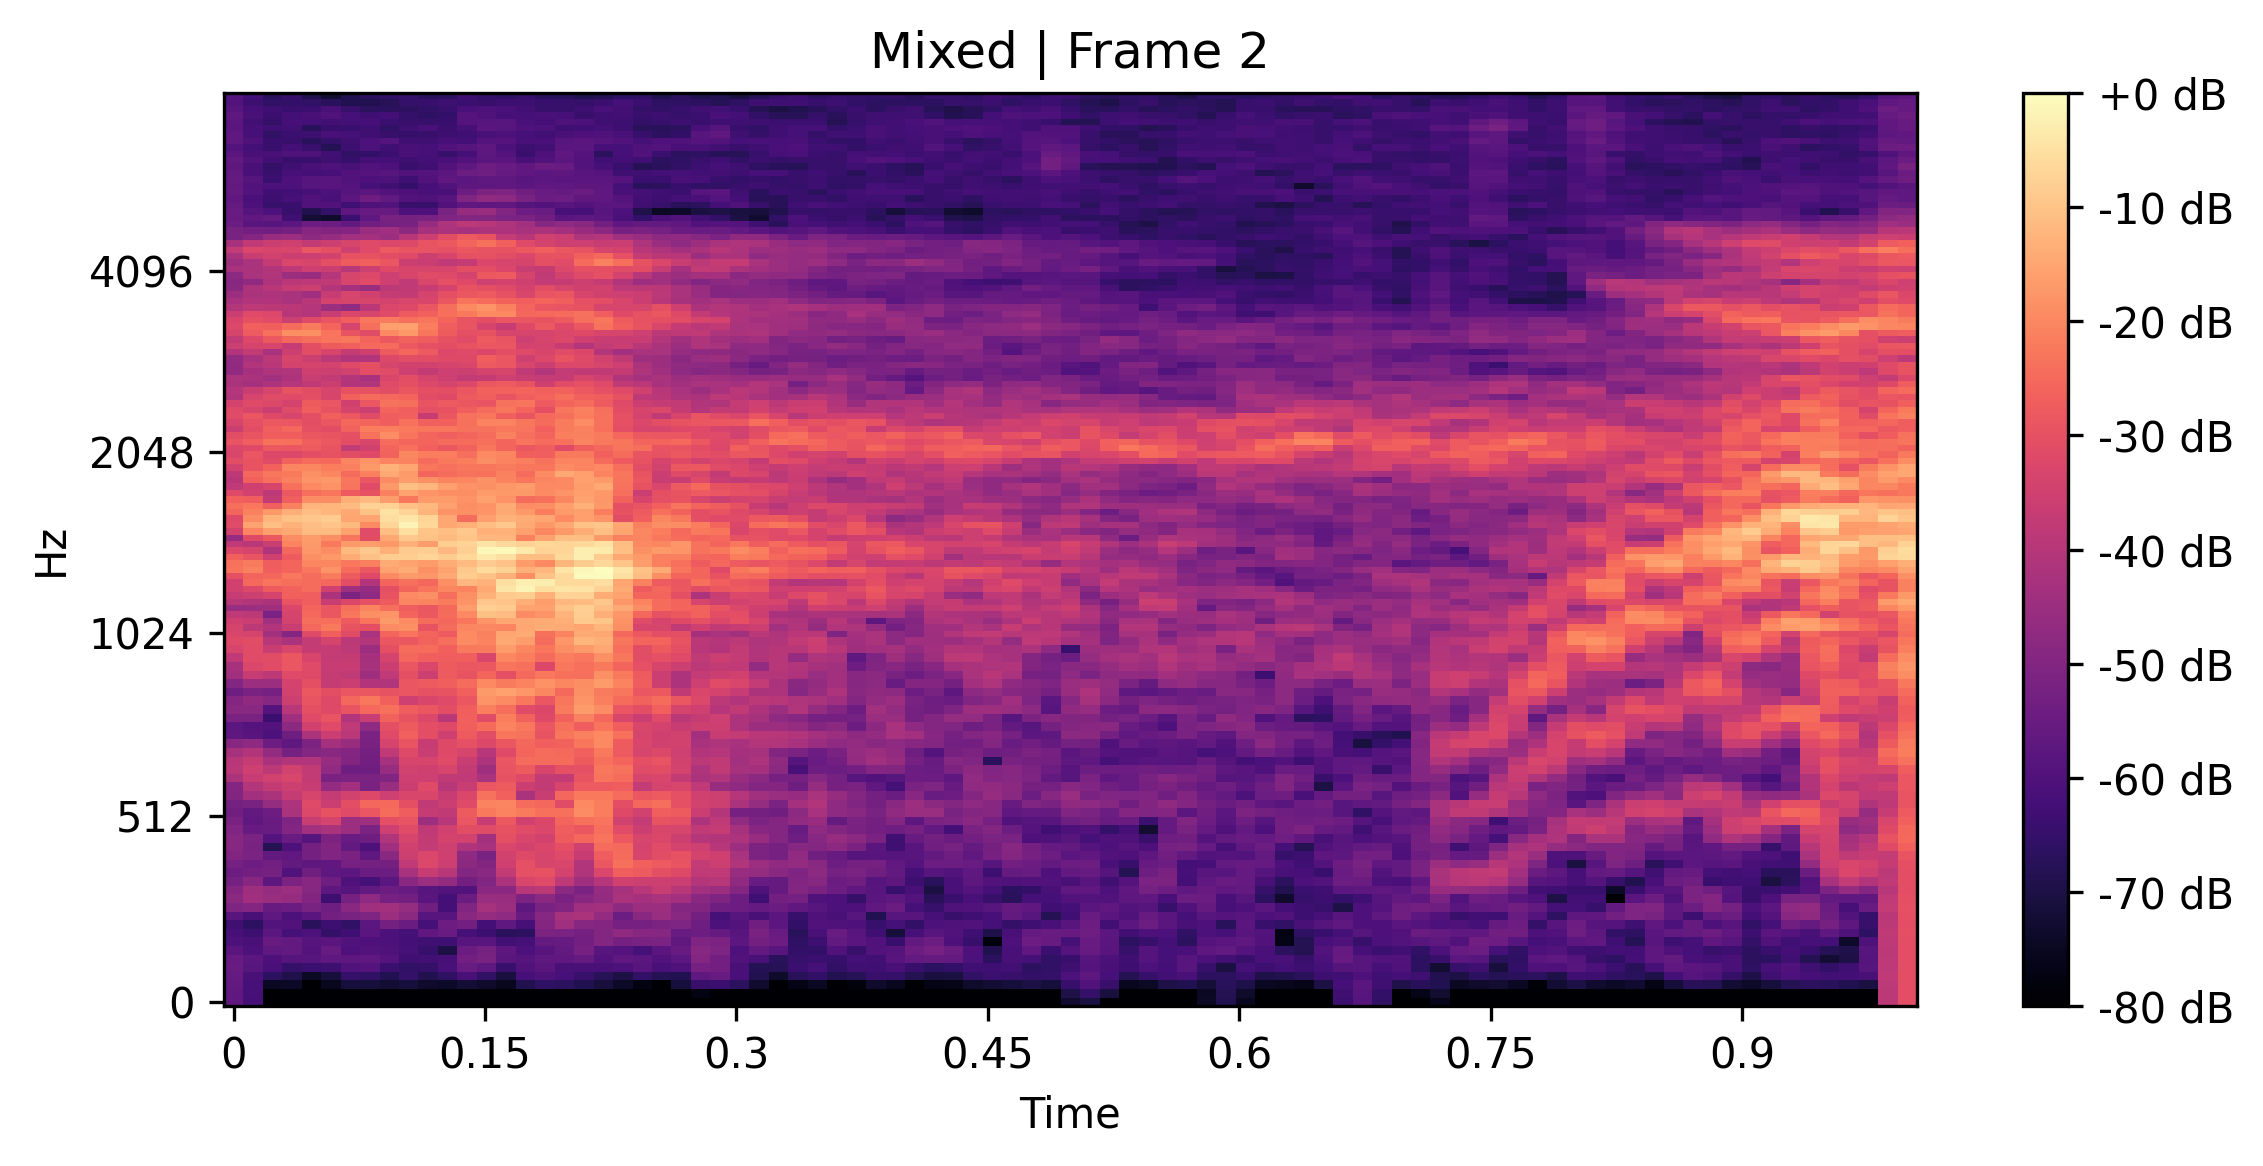 Mixed | Frame 2
+0 dB
-10 dB
-20 dB
-30 dB
-40 dB
-50 dB
-60 dB
-70 dB
-80 dB
4096
2048
1024
512
0
Hz
0 0.15 0.3 0.45 0.6 0.75 0.9
Time